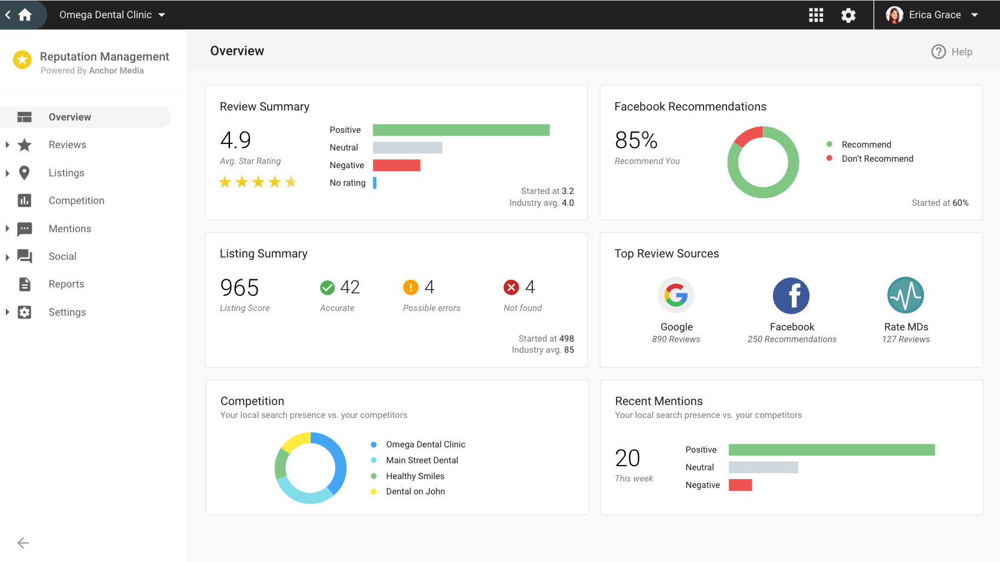 Omega Dental Clinic
Erica Grace
Reputation Management
Powered By Anchor Media
Overview
Reviews
Listings
Competition
Mentions
Social
Reports
Settings
Overview
Help
Review Summary
4.9
Avg. Star Rating
Positive
Neutral
Negative
No rating
Started at 3.2
Industry avg. 4.0
Facebook Recommendations
85%
Recommend You
Recommend
Don't Recommend
Started at 60%
Listing Summary
965
Listing Score
42
Accurate
4
Possible errors
4
Not found
Started at 498
Industry avg. 85
Top Review Sources
Google
890 Reviews
Facebook
250 Recommendations
Rate MDs
127 Reviews
Competition
Your local search presence vs. your competitors
Omega Dental Clinic
Main Street Dental
Healthy Smiles
Dental on John
Recent Mentions
Your local search presence vs. your competitors
20
This week
Positive
Neutral
Negative